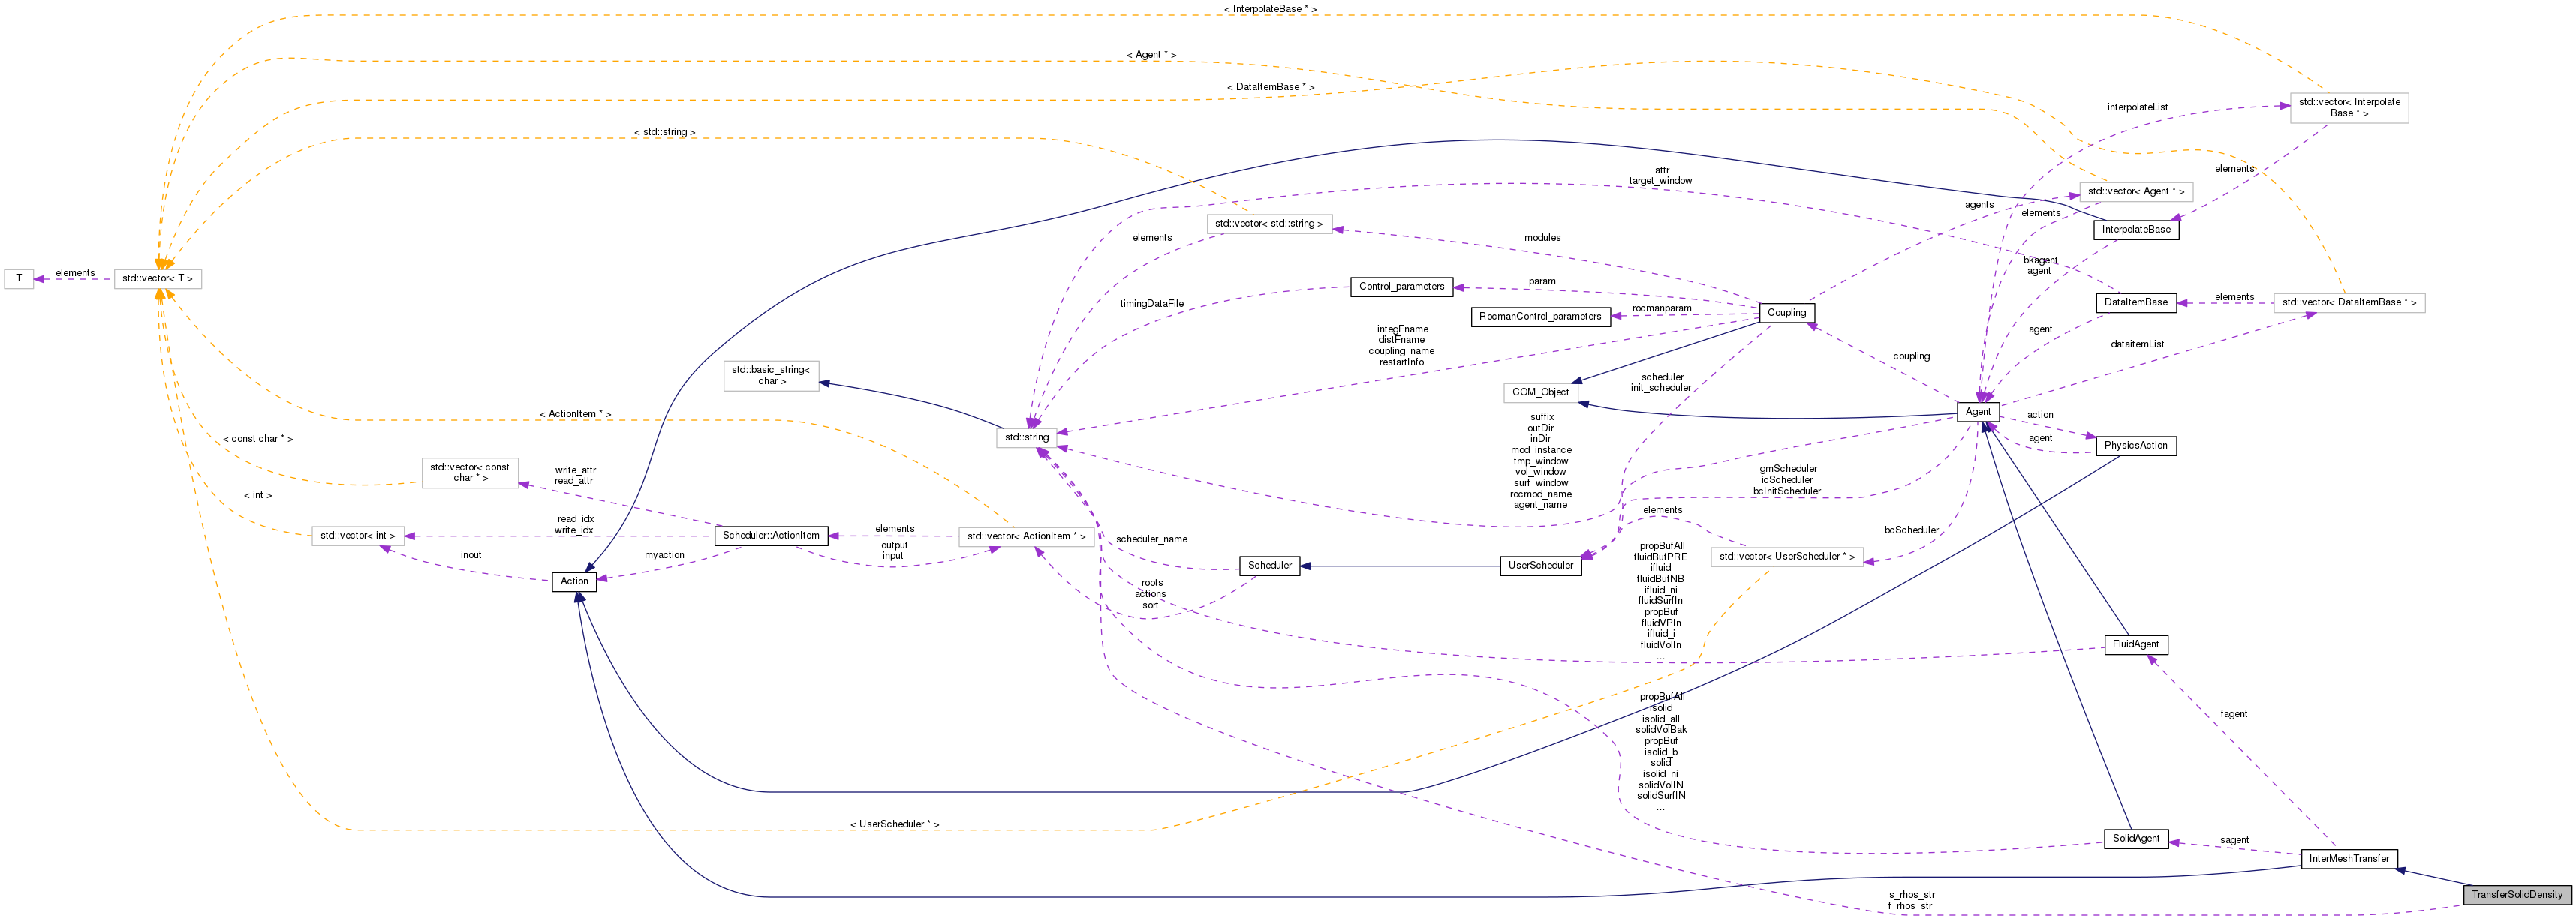 < InterpolateBase * >
< Agent * >
< DataItemBase * >
< std::string >
interpolateList
std::vector< Interpolate
Base * >
elements
attr
target_window
std::vector< Agent * >
agents
elements
std::vector< std::string >
modules
InterpolateBase
elements
bkagent
agent
T
elements
std::vector< T >
Control_parameters
param
timingDataFile
RocmanControl_parameters
rocmanparam
Coupling
DataItemBase
elements
std::vector< DataItemBase * >
agent
dataitemList
integFname
distFname
coupling_name
restartInfo
coupling
std::basic_string<
char >
scheduler
init_scheduler
COM_Object
Agent
action
agent
PhysicsAction
< ActionItem * >
suffix
outDir
inDir
mod_instance
tmp_window
vol_window
surf_window
rocmod_name
agent_name
std::string
< const char * >
std::vector< const
char * >
write_attr
read_attr
gmScheduler
icScheduler
bcInitScheduler
< int >
elements
bcScheduler
std::vector< int >
read_idx
write_idx
Scheduler::ActionItem
elements
std::vector< ActionItem * >
output
input
scheduler_name
inout
myaction
Action
Scheduler
UserScheduler
std::vector< UserScheduler * >
roots
actions
sort
propBufAll
fluidBufPRE
ifluid
fluidBufNB
ifluid_ni
fluidSurfIn
propBuf
fluidVPIn
ifluid_i
fluidVolIn
...
FluidAgent
fagent
propBufAll
isolid
isolid_all
solidVolBak
propBuf
isolid_b
solid
isolid_ni
solidVolIN
solidSurfIN
...
< UserScheduler * >
SolidAgent
sagent
InterMeshTransfer
s_rhos_str
f_rhos_str
TransferSolidDensity